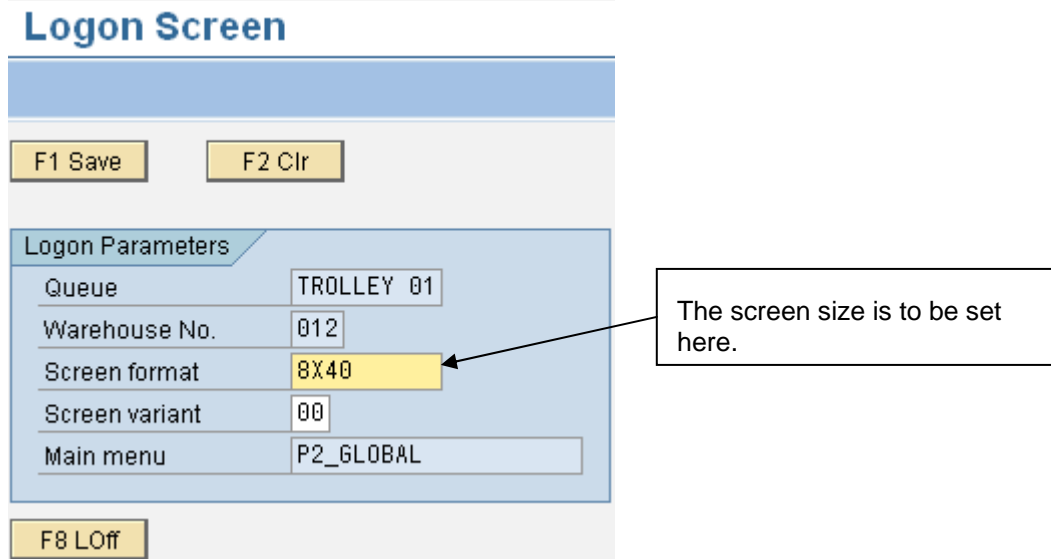 Logon Screen
F1 Save F2 Clr
Logon Parameters
Queue TROLLEY 01
Warehouse No. 012
Screen format 8X40
Screen variant 00
Main menu P2_GLOBAL
F8 LOff
The screen size is to be set
here.